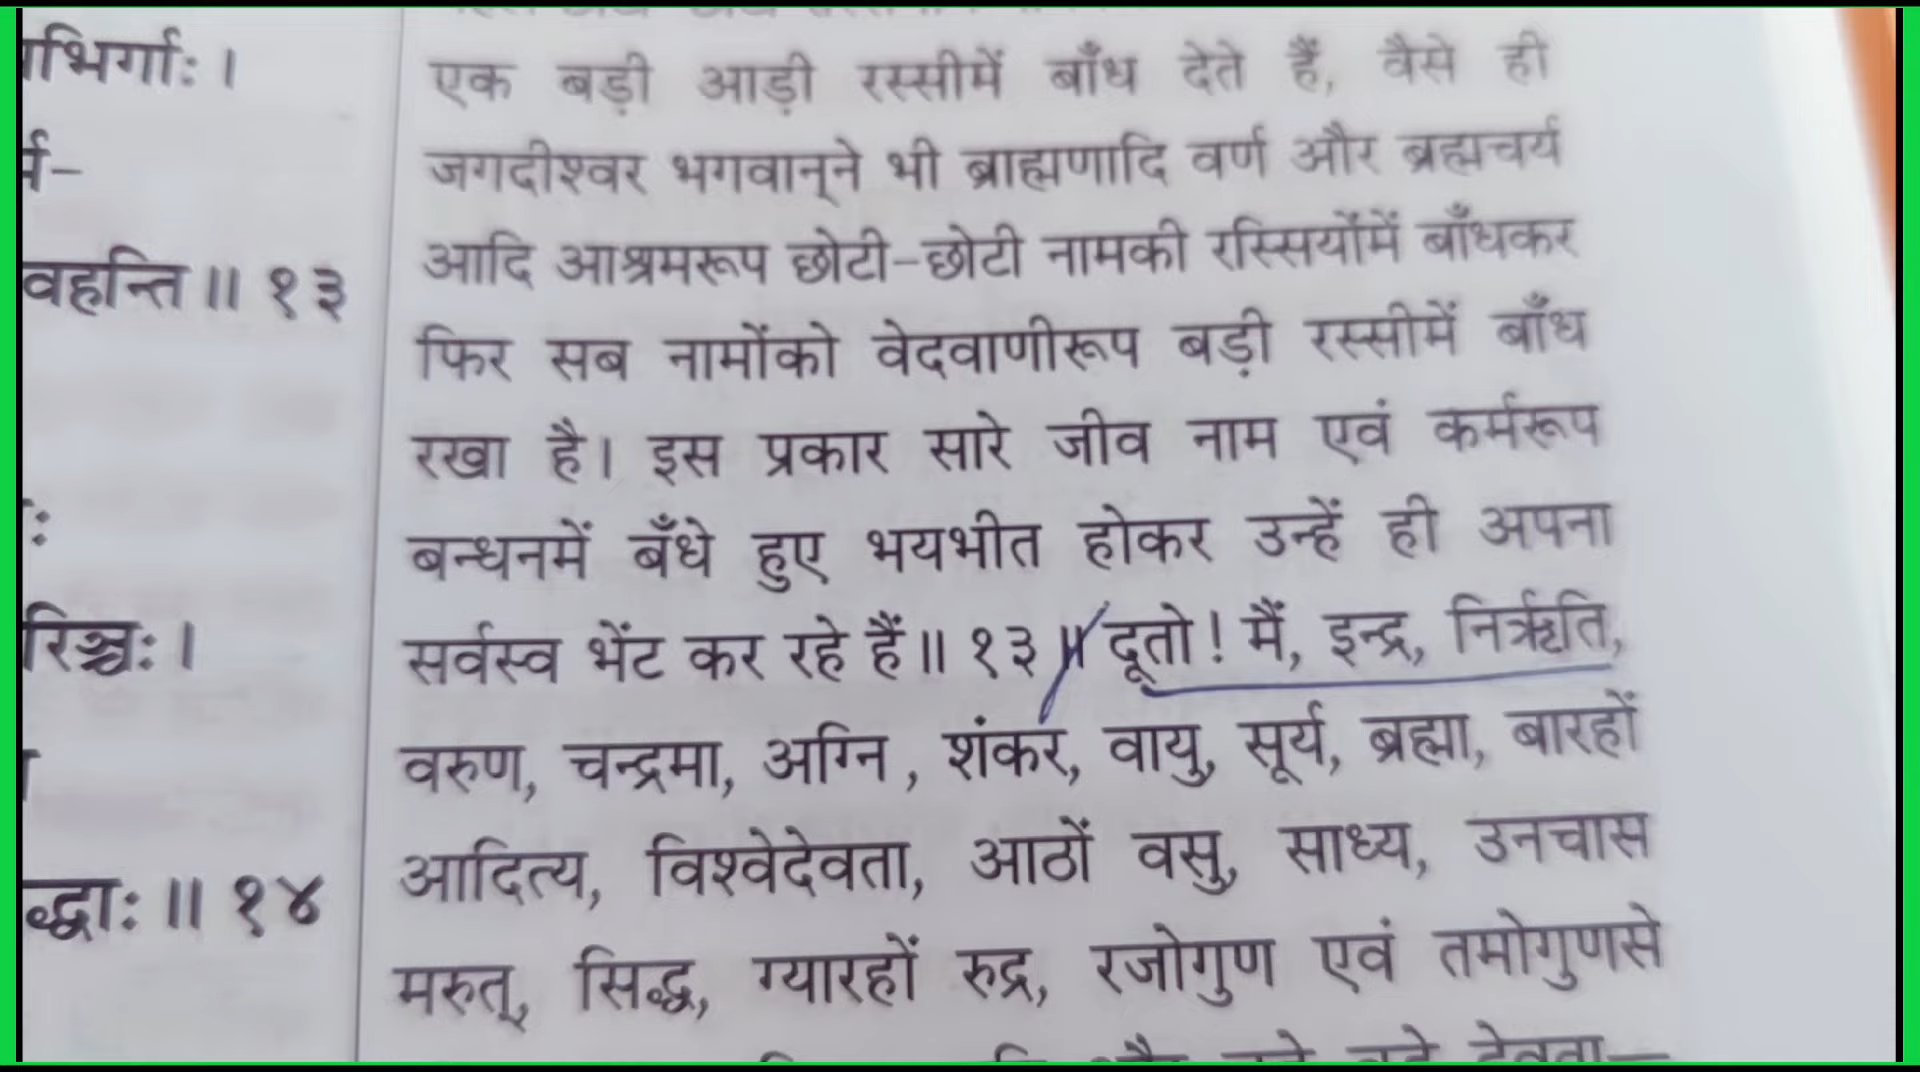 भिर्गाः ।
वहन्ति ॥ १३
रिञ्चः ।
द्धाः ॥ १४
एक बड़ी आड़ी रस्सीमें बाँध देते हैं, वैसे ही
जगदीश्वर भगवान्‌ने भी ब्राह्मणादि वर्ण और ब्रह्मचर्य
आदि आश्रमरूप छोटी-छोटी नामकी रस्सियोंमें बाँधकर
फिर सब नामोंको वेदवाणीरूप बड़ी रस्सीमें बाँध
रखा है। इस प्रकार सारे जीव नाम एवं कर्मरूप
बन्धनमें बँधे हुए भयभीत होकर उन्हें ही अपना
सर्वस्व भेंट कर रहे हैं॥ १३॥ दूतो! मैं, इन्द्र, निर्ऋति,
वरुण, चन्द्रमा, अग्नि, शंकर, वायु, सूर्य, ब्रह्मा, बारहों
आदित्य, विश्वेदेवता, आठों वसु, साध्य, उनचास
मरुत्, सिद्ध, ग्यारहों रुद्र, रजोगुण एवं तमोगुणसे